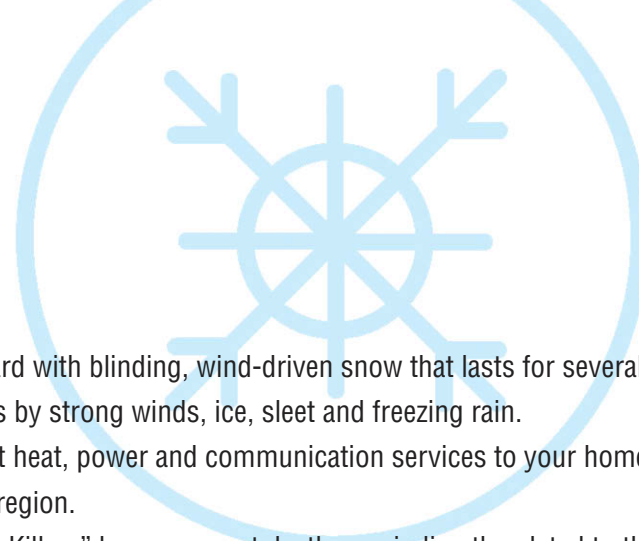 ard with blinding, wind-driven snow that lasts for several
s by strong winds, ice, sleet and freezing rain.
t heat, power and communication services to your home
region.